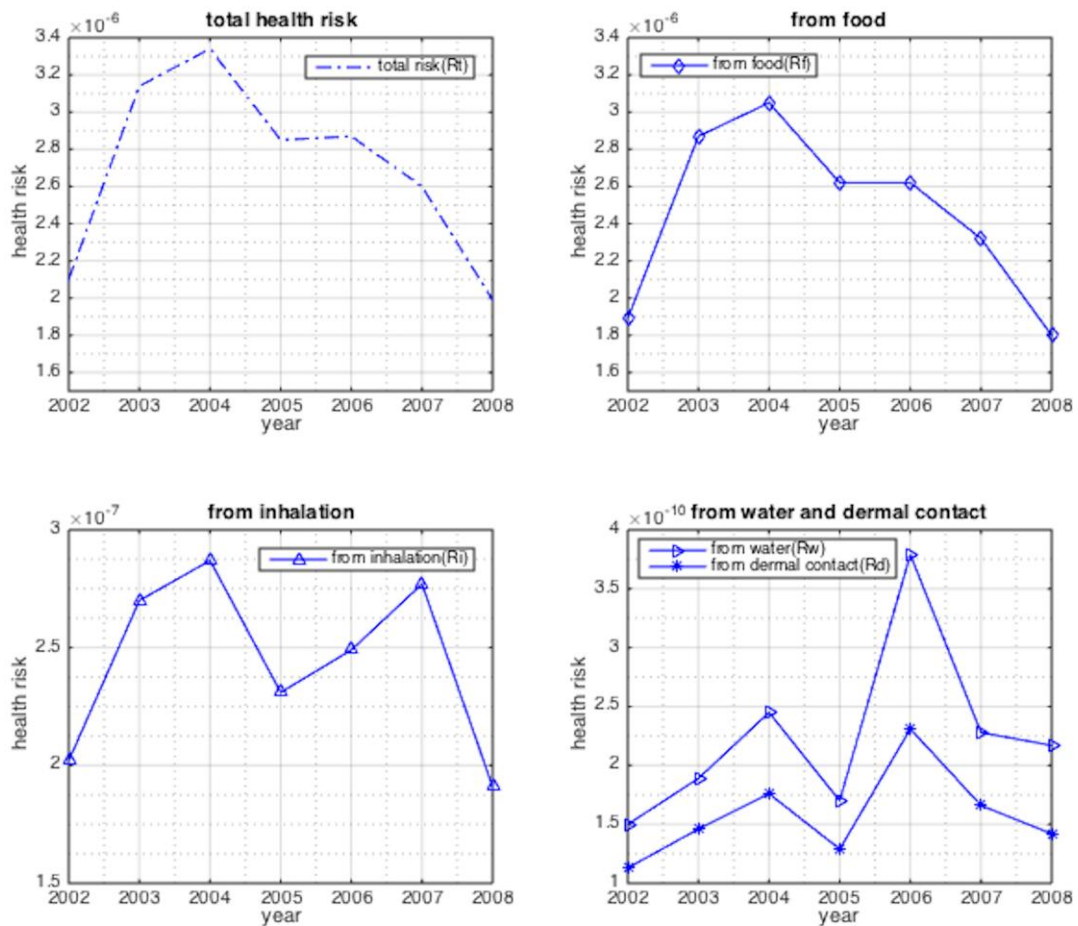 total health risk
×10⁻⁶
3.4
3.2
3
2.8
2.6
2.4
2.2
2
1.8
1.6
health risk
total risk(Rt)
2002 2003 2004 2005 2006 2007 2008
year
from food
×10⁻⁶
3.4
3.2
3
2.8
2.6
2.4
2.2
2
1.8
1.6
health risk
from food(Rf)
2002 2003 2004 2005 2006 2007 2008
year
from inhalation
×10⁻⁷
3
2.5
2
1.5
health risk
from inhalation(Ri)
2002 2003 2004 2005 2006 2007 2008
year
from water and dermal contact
×10⁻¹⁰
4
3.5
3
2.5
2
1.5
1
health risk
from water(Rw)
from dermal contact(Rd)
2002 2003 2004 2005 2006 2007 2008
year